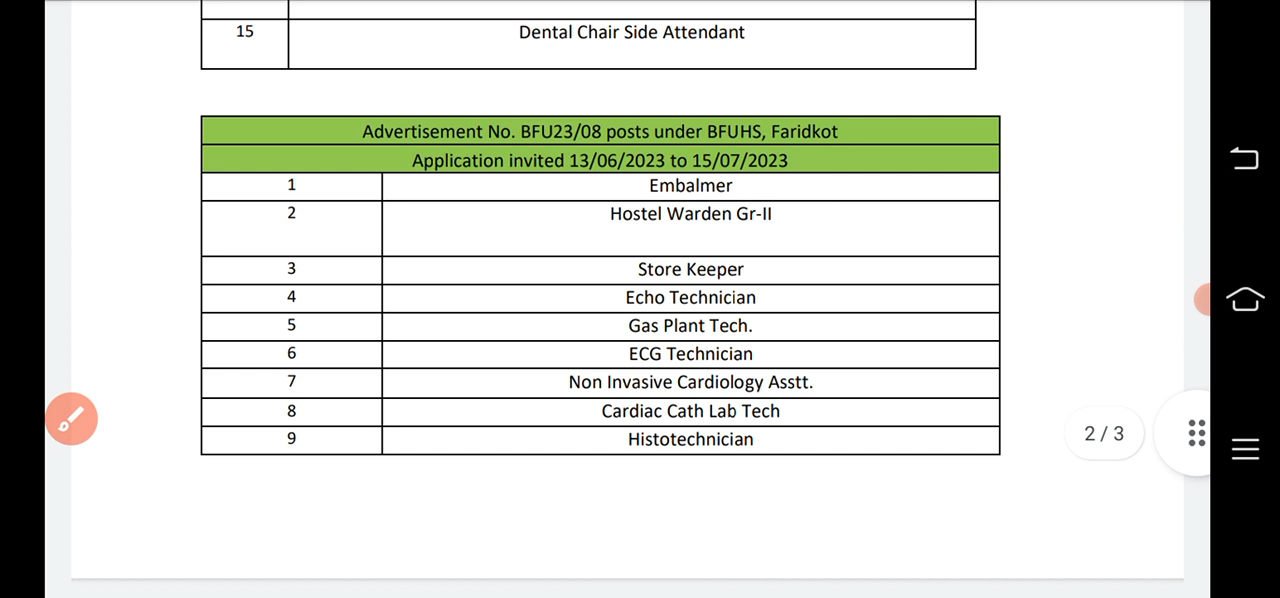 15 Dental Chair Side Attendant
Advertisement No. BFU23/08 posts under BFUHS, Faridkot
Application invited 13/06/2023 to 15/07/2023
1 Embalmer
2 Hostel Warden Gr-II
3 Store Keeper
4 Echo Technician
5 Gas Plant Tech.
6 ECG Technician
7 Non Invasive Cardiology Asstt.
8 Cardiac Cath Lab Tech
9 Histotechnician
2 / 3